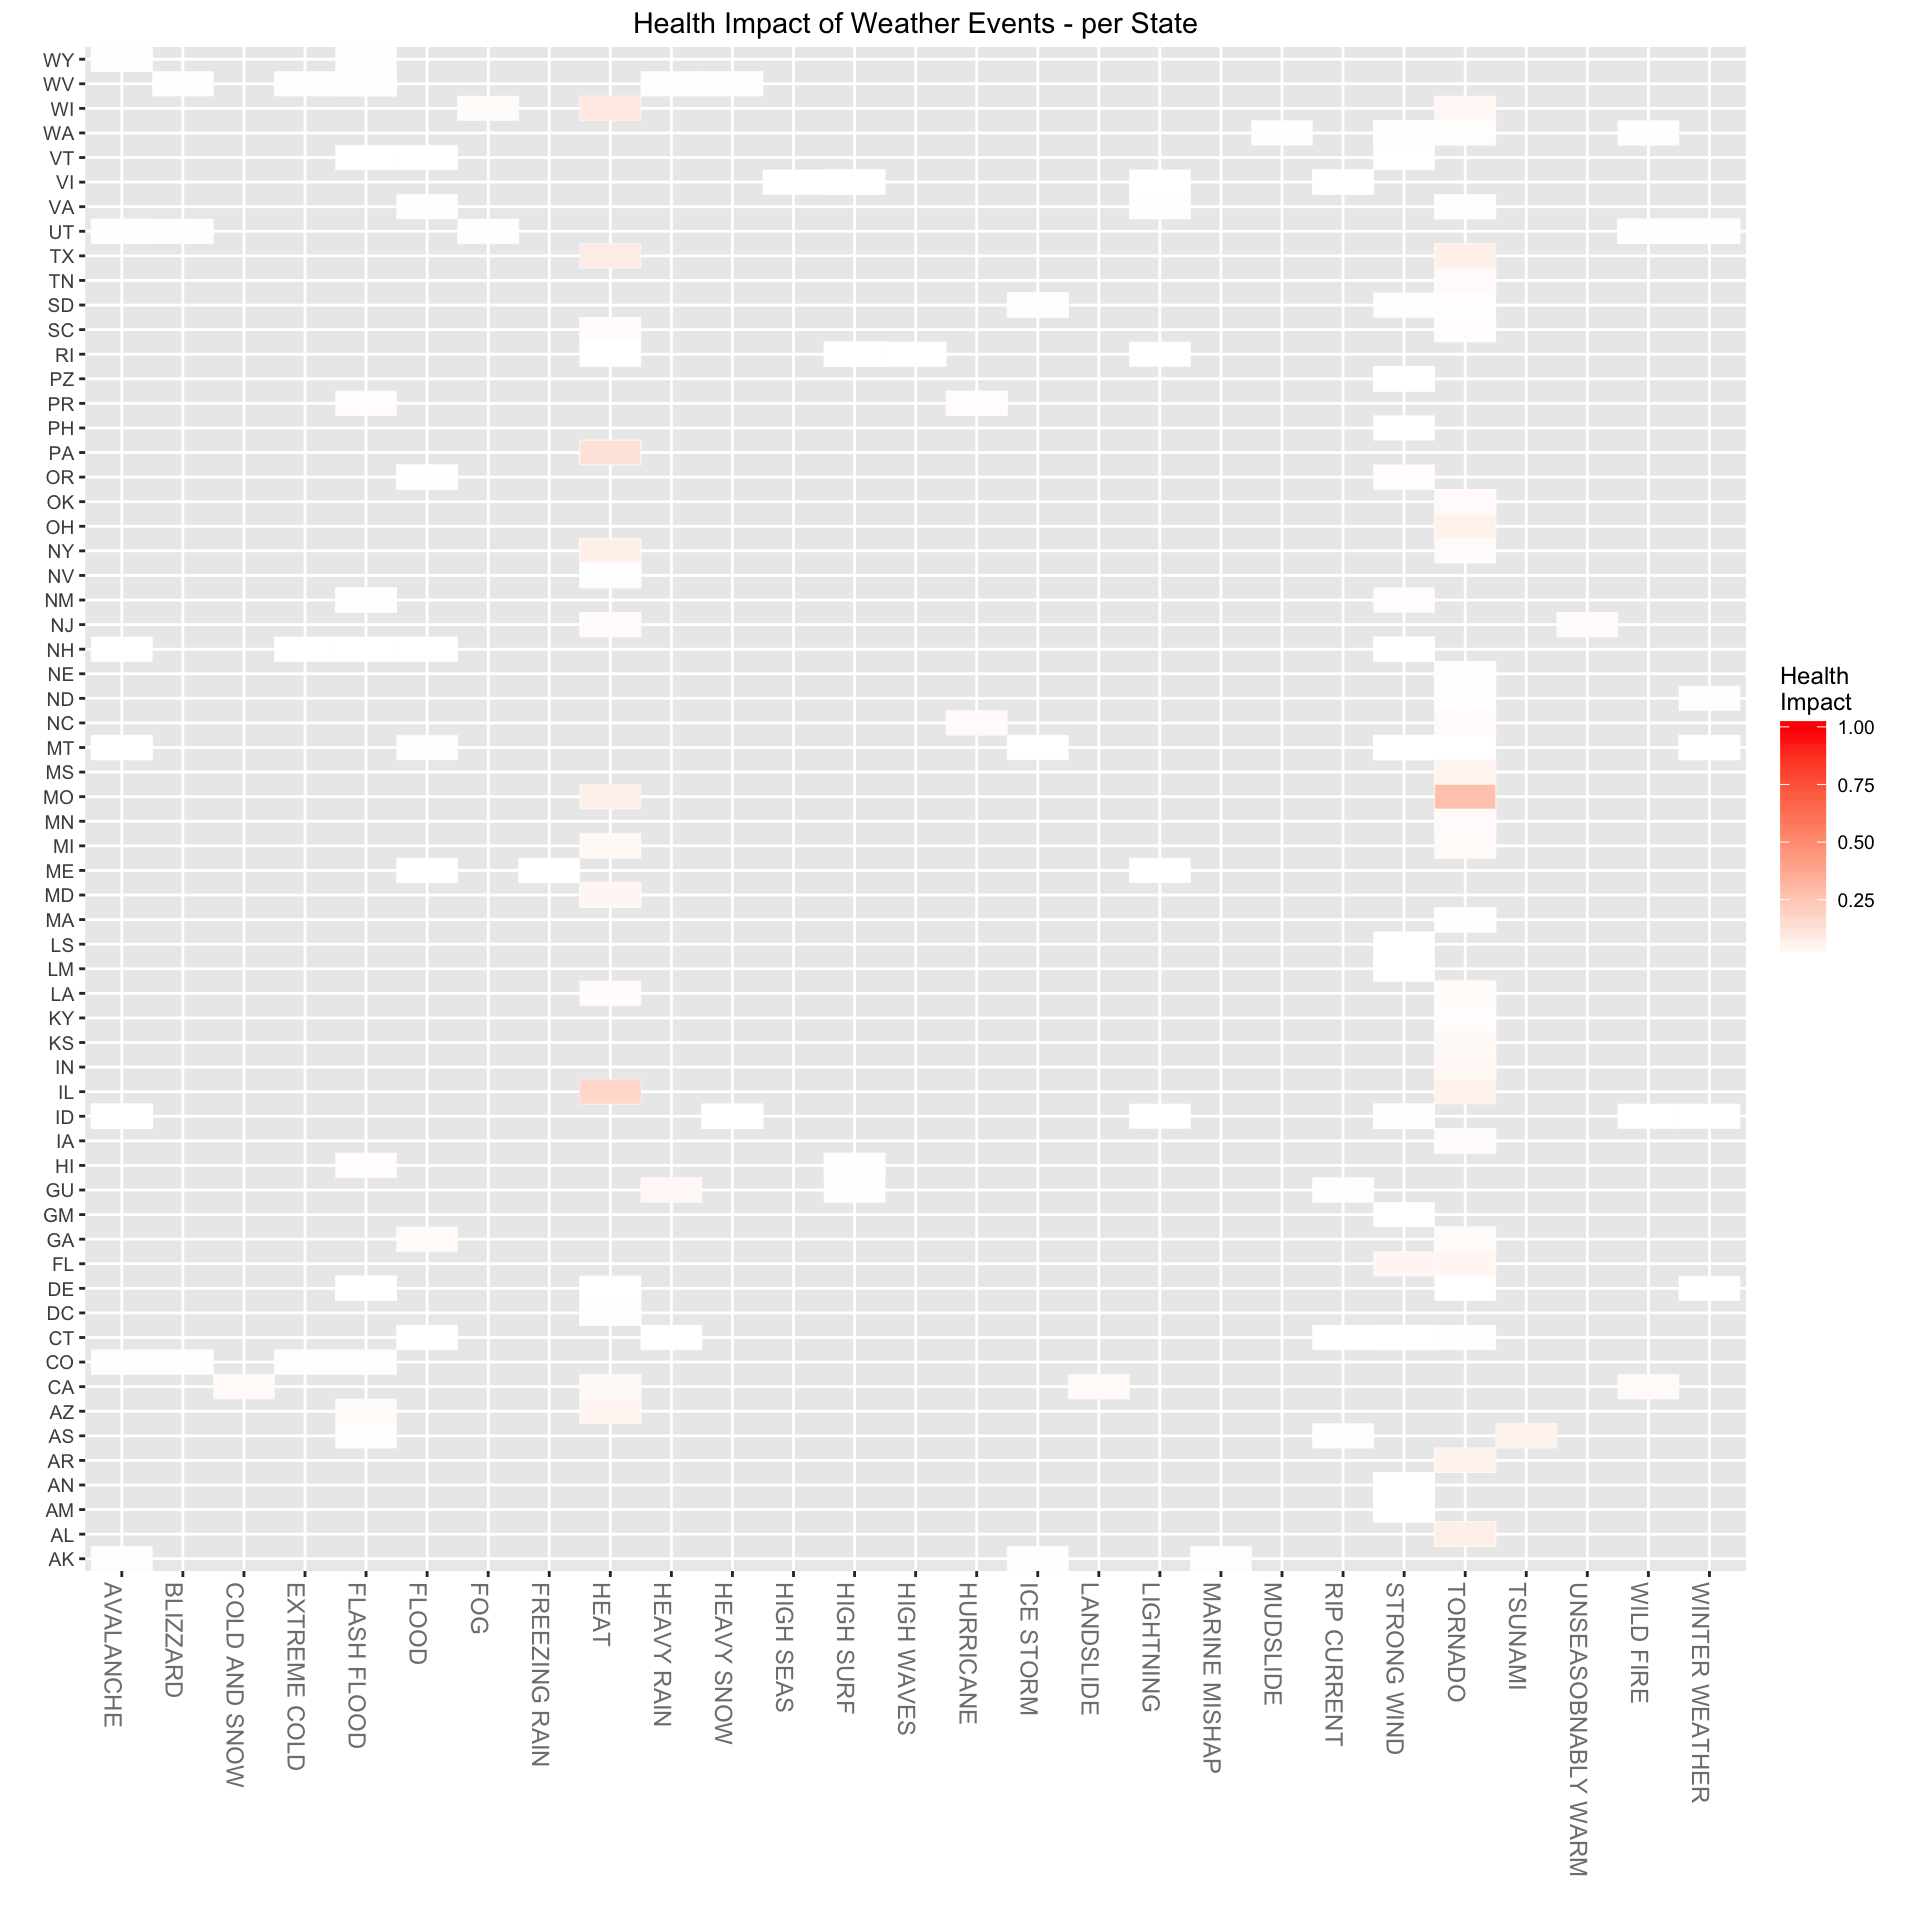 Health Impact of Weather Events - per State
WY
WV
WI
WA
VT
VI
VA
UT
TX
TN
SD
SC
RI
PZ
PR
PH
PA
OR
OK
OH
NY
NV
NM
NJ
NH
NE
ND
NC
MT
MS
MO
MN
MI
ME
MD
MA
LS
LM
LA
KY
KS
IN
IL
ID
IA
HI
GU
GM
GA
FL
DE
DC
CT
CO
CA
AZ
AS
AR
AN
AM
AL
AK
AVALANCHE
BLIZZARD
COLD AND SNOW
EXTREME COLD
FLASH FLOOD
FLOOD
FOG
FREEZING RAIN
HEAT
HEAVY RAIN
HEAVY SNOW
HIGH SEAS
HIGH SURF
HIGH WAVES
HURRICANE
ICE STORM
LANDSLIDE
LIGHTNING
MARINE MISHAP
MUDSLIDE
RIP CURRENT
STRONG WIND
TORNADO
TSUNAMI
UNSEASOBNABLY WARM
WILD FIRE
WINTER WEATHER
Health
Impact
1.00
0.75
0.50
0.25